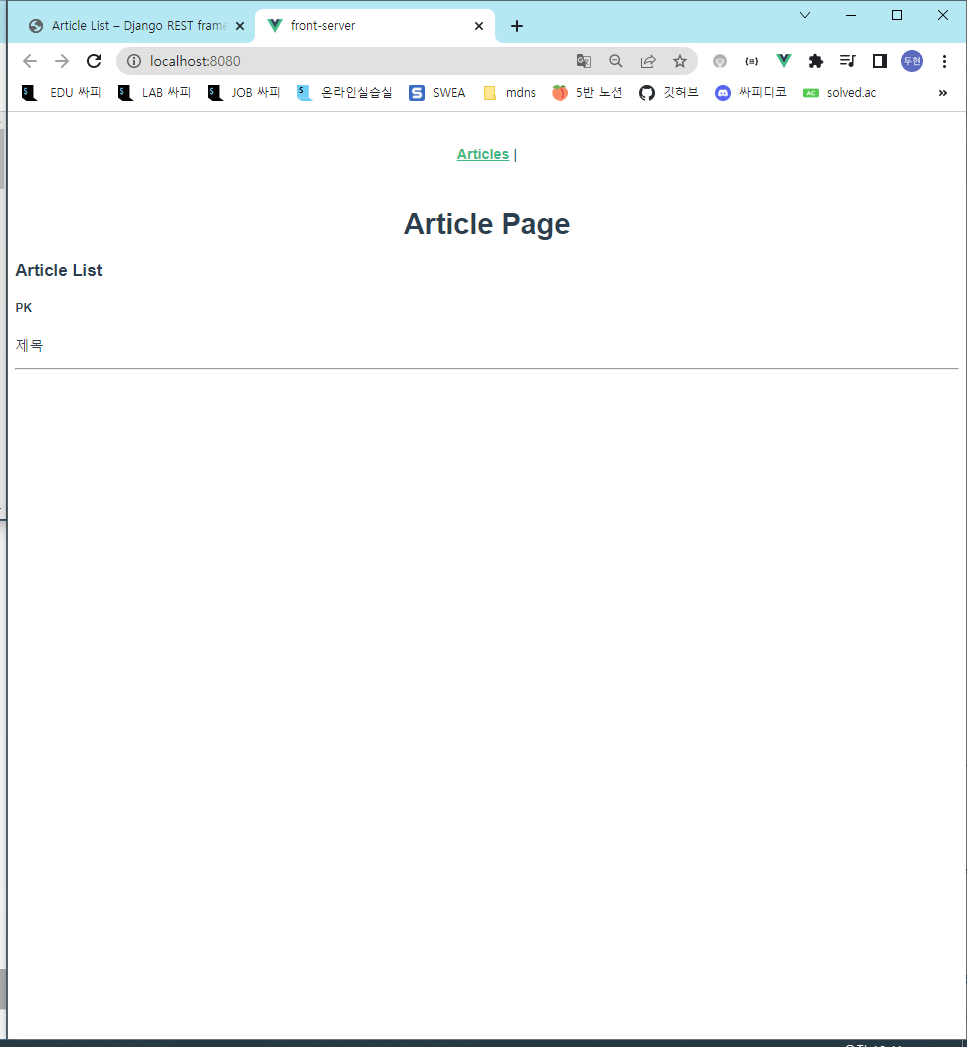 Article List – Django REST frame
front-server
localhost:8080
두현
EDU 싸피
LAB 싸피
JOB 싸피
온라인실습실
SWEA
mdns
5반 노션
깃허브
싸피디코
AC solved.ac
»
Articles |
Article Page
Article List
PK
제목